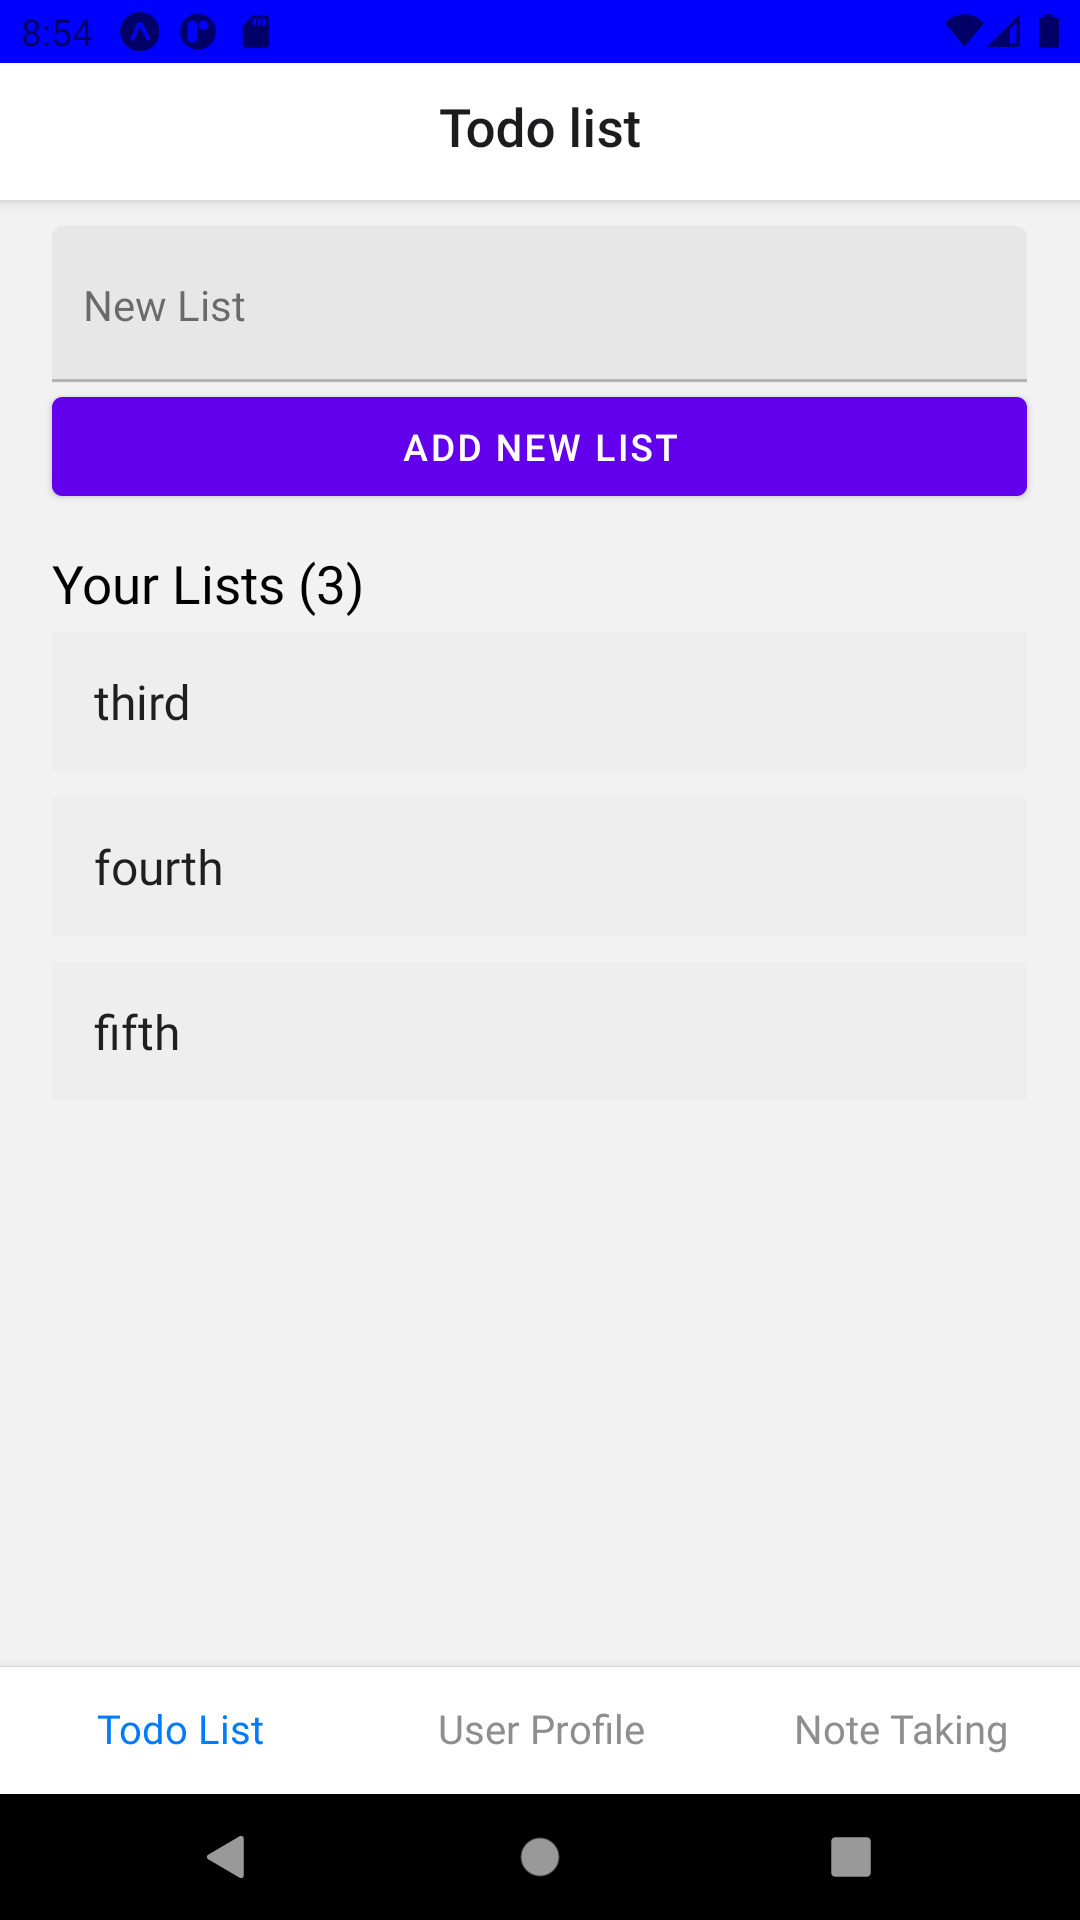 8:54
Todo list
New List
ADD NEW LIST
Your Lists (3)
third
fourth
fifth
Todo List User Profile Note Taking